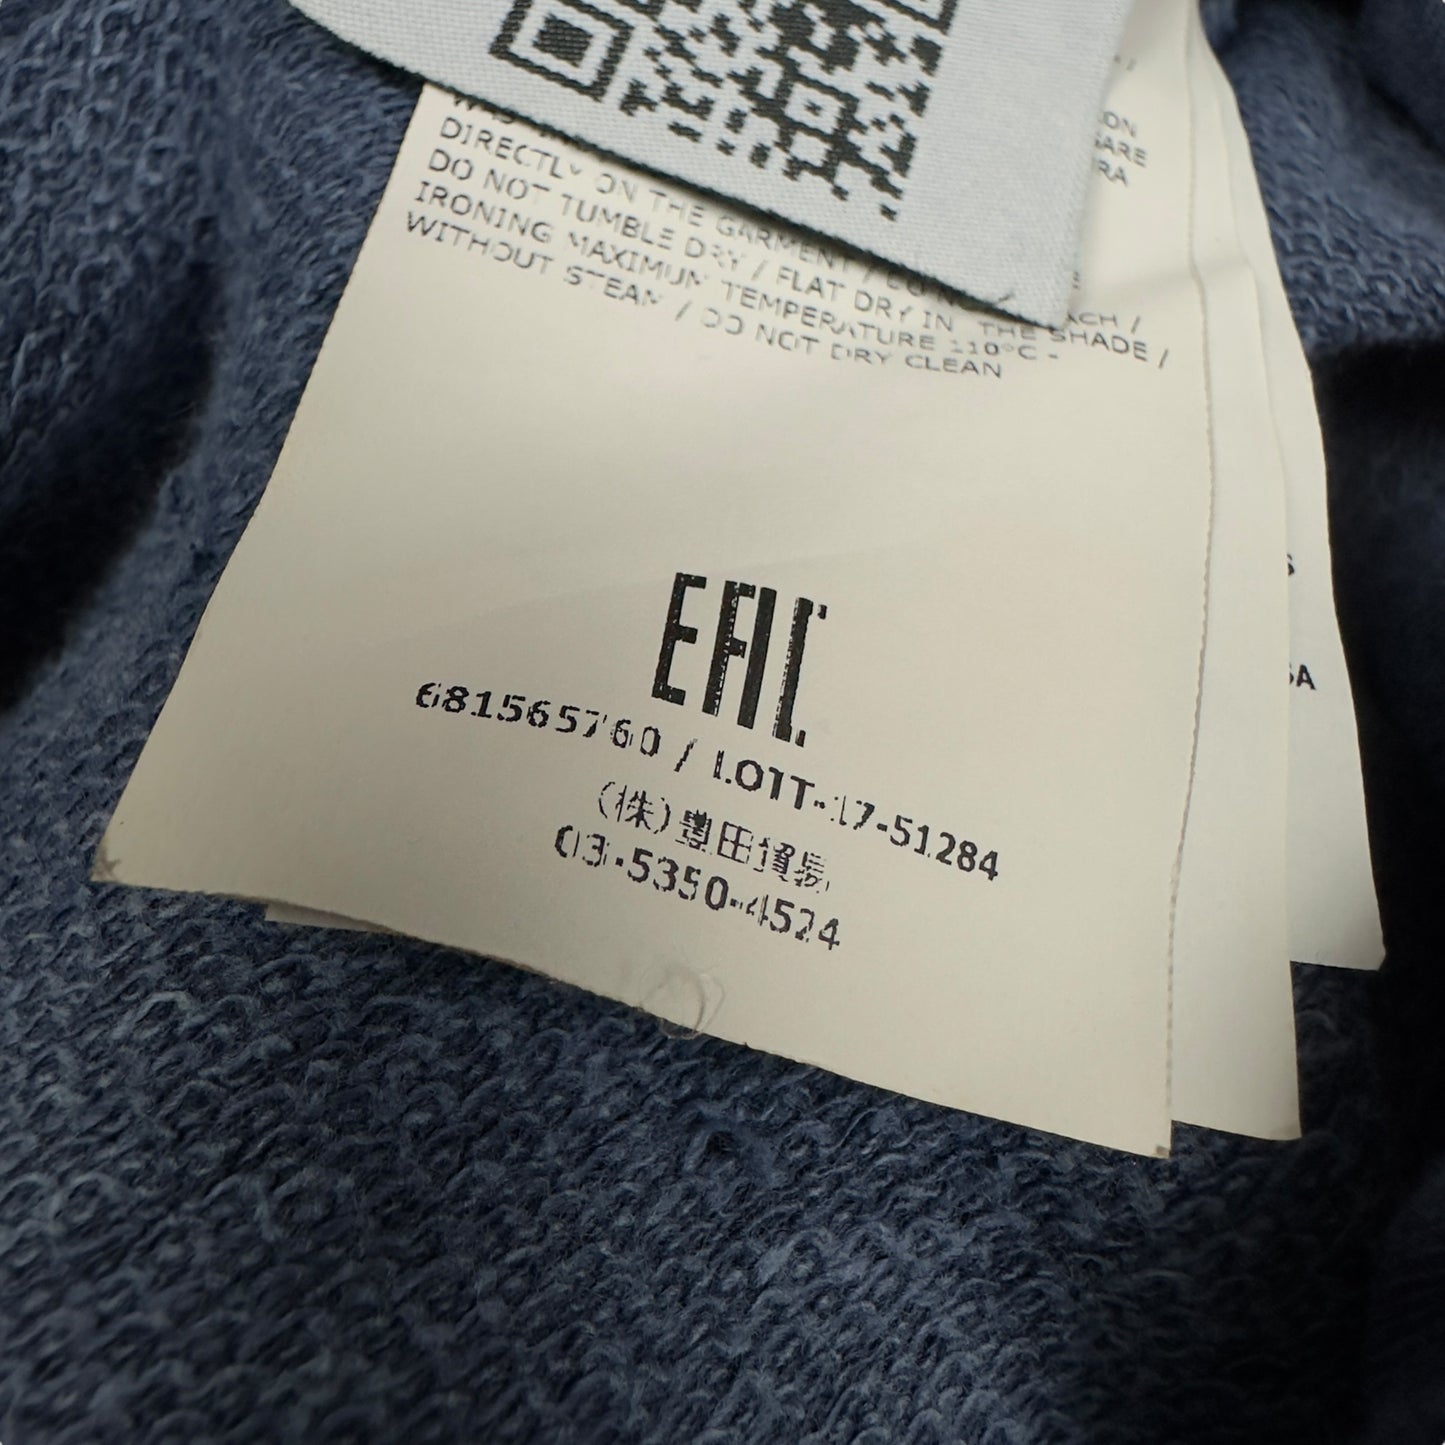 DIRECTLY ON THE GARMENT /
DO NOT TUMBLE DRY / FLAT DRY IN THE SHADE /
IRONING MAXIMUM TEMPERATURE 110°C -
WITHOUT STEAM / DO NOT DRY CLEAN
EAC
681565760 / LOTT-17-51284
(株)豊田貿易
03-5350-4524